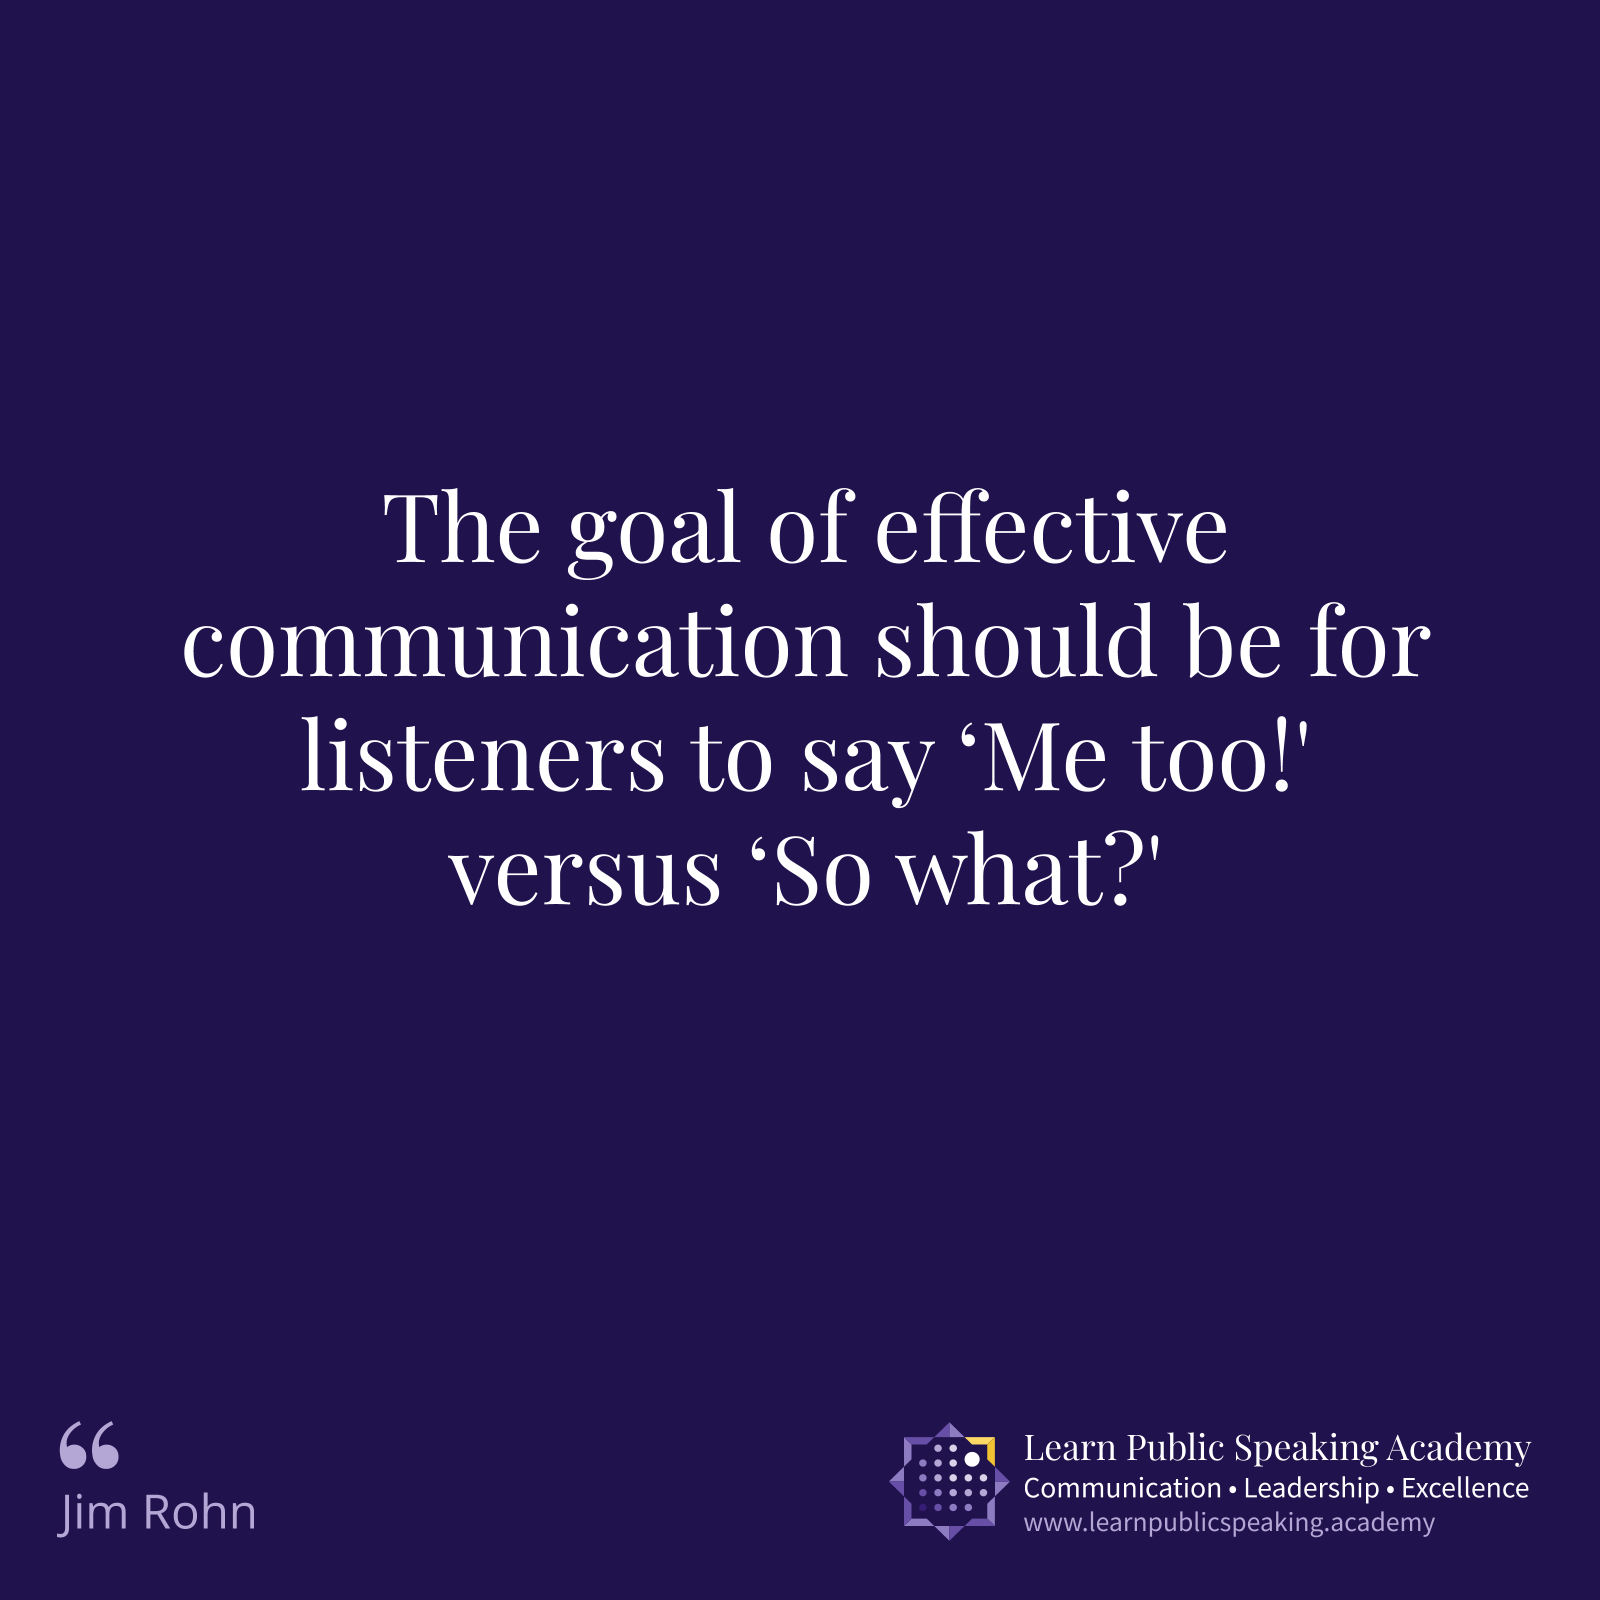 The goal of effective
communication should be for
listeners to say ‘Me too!'
versus ‘So what?'
“
Jim Rohn
Learn Public Speaking Academy
Communication • Leadership • Excellence
www.learnpublicspeaking.academy